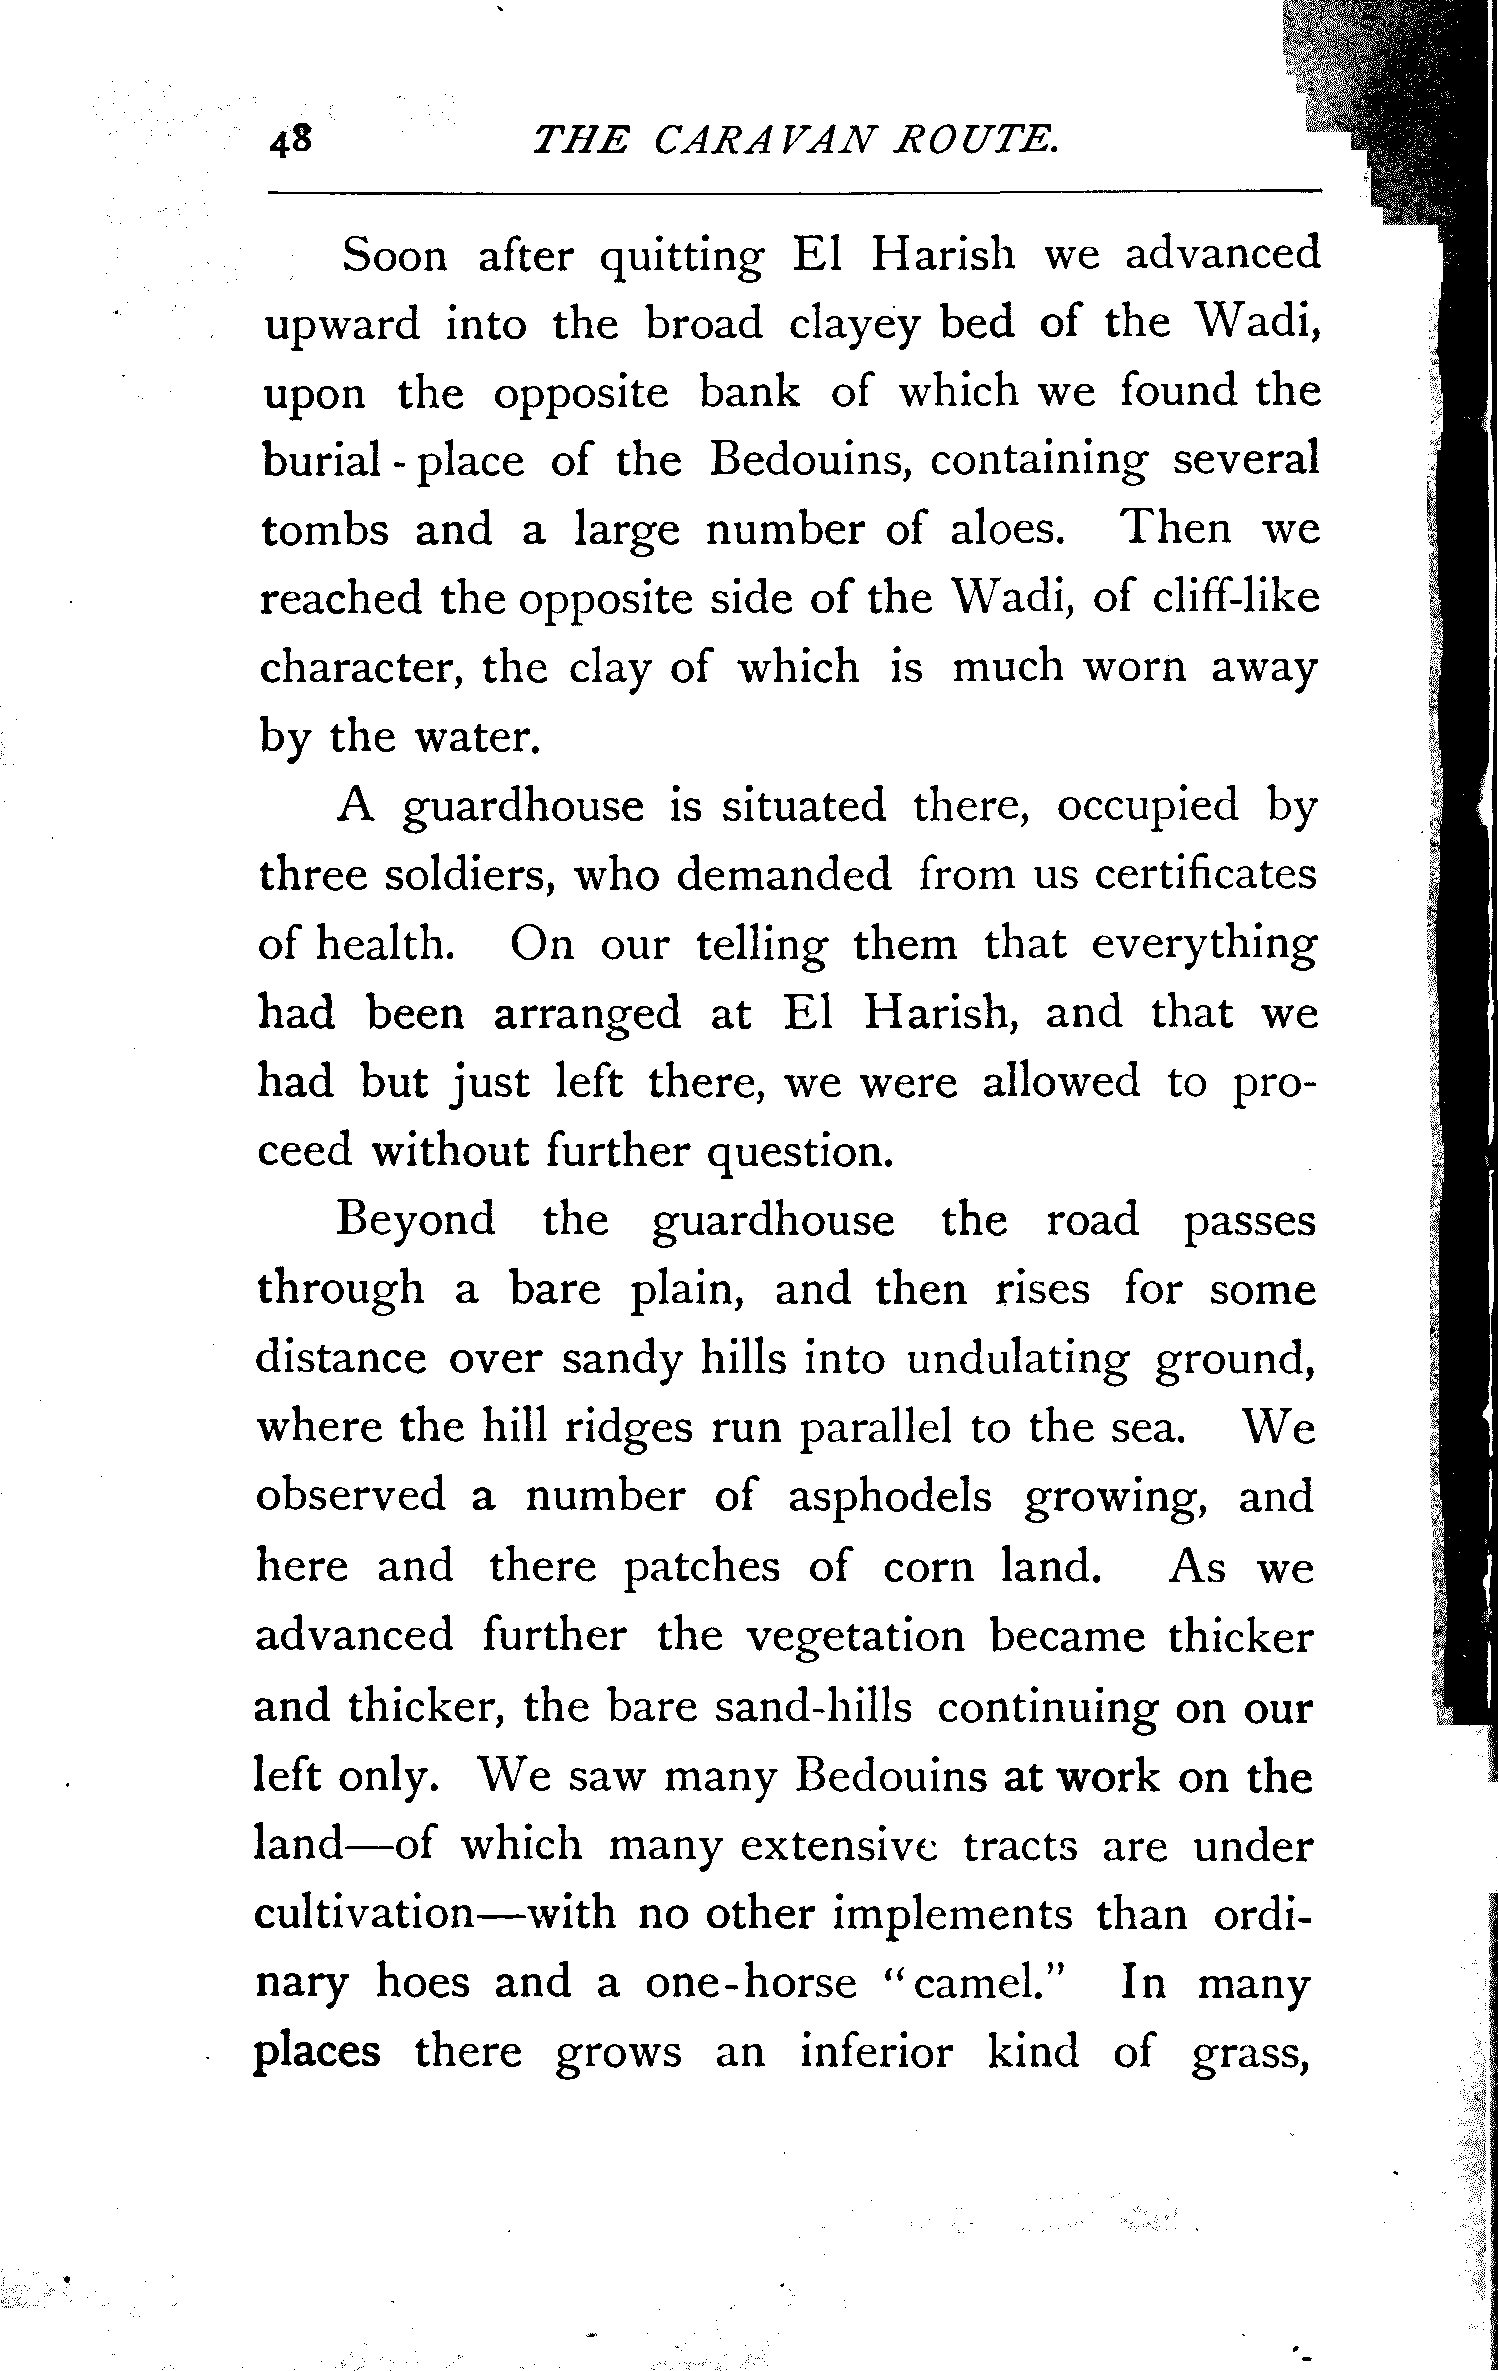 48 THE CARAVAN ROUTE.
Soon after quitting El Harish we advanced
upward into the broad clayey bed of the Wadi,
upon the opposite bank of which we found the
burial-place of the Bedouins, containing several
tombs and a large number of aloes. Then we
reached the opposite side of the Wadi, of cliff-like
character, the clay of which is much worn away
by the water.
A guardhouse is situated there, occupied by
three soldiers, who demanded from us certificates
of health. On our telling them that everything
had been arranged at El Harish, and that we
had but just left there, we were allowed to pro-
ceed without further question.
Beyond the guardhouse the road passes
through a bare plain, and then rises for some
distance over sandy hills into undulating ground,
where the hill ridges run parallel to the sea. We
observed a number of asphodels growing, and
here and there patches of corn land. As we
advanced further the vegetation became thicker
and thicker, the bare sand-hills continuing on our
left only. We saw many Bedouins at work on the
land—of which many extensive tracts are under
cultivation—with no other implements than ordi-
nary hoes and a one-horse "camel." In many
places there grows an inferior kind of grass,